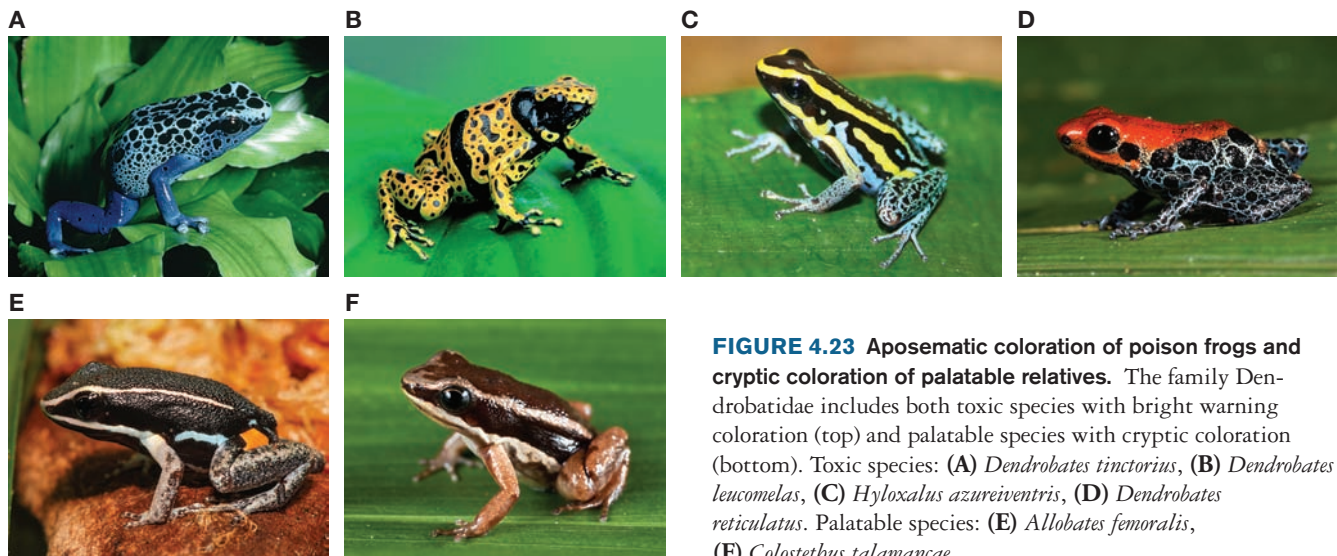 A
B
C
D
E
F
FIGURE 4.23 Aposematic coloration of poison frogs and
cryptic coloration of palatable relatives. The family Den-
drobatidae includes both toxic species with bright warning
coloration (top) and palatable species with cryptic coloration
(bottom). Toxic species: (A) Dendrobates tinctorius, (B) Dendrobates
leucomelas, (C) Hyloxalus azureiventris, (D) Dendrobates
reticulatus. Palatable species: (E) Allobates femoralis,
(F) Colostethus talamancae.